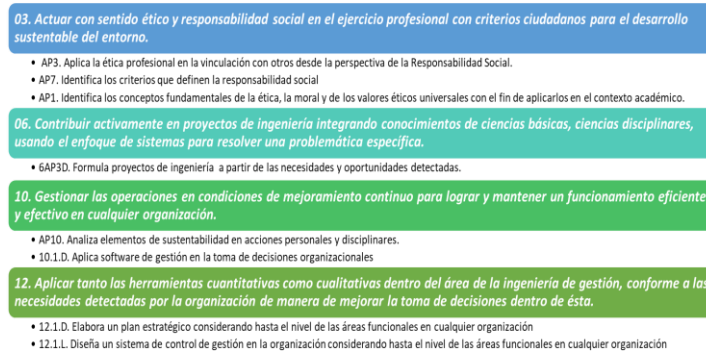 03. Actuar con sentido ético y responsabilidad social en el ejercicio profesional con criterios ciudadanos para el desarrollo
sustentable del entorno.
• AP3. Aplica la ética profesional en la vinculación con otros desde la perspectiva de la Responsabilidad Social.
• AP7. Identifica los criterios que definen la responsabilidad social
• AP1. Identifica los conceptos fundamentales de la ética, la moral y de los valores éticos universales con el fin de aplicarlos en el contexto académico.
06. Contribuir activamente en proyectos de ingeniería integrando conocimientos de ciencias básicas, ciencias disciplinares,
usando el enfoque de sistemas para resolver una problemática específica.
• 6AP3D. Formula proyectos de ingeniería a partir de las necesidades y oportunidades detectadas.
10. Gestionar las operaciones en condiciones de mejoramiento continuo para lograr y mantener un funcionamiento eficiente
y efectivo en cualquier organización.
• AP10. Analiza elementos de sustentabilidad en acciones personales y disciplinares.
• 10.1.D. Aplica software de gestión en la toma de decisiones organizacionales
12. Aplicar tanto las herramientas cuantitativas como cualitativas dentro del área de la ingeniería de gestión, conforme a las
necesidades detectadas por la organización de manera de mejorar la toma de decisiones dentro de ésta.
• 12.1.D. Elabora un plan estratégico considerando hasta el nivel de las áreas funcionales en cualquier organización
• 12.1.L. Diseña un sistema de control de gestión en la organización considerando hasta el nivel de las áreas funcionales en cualquier organización